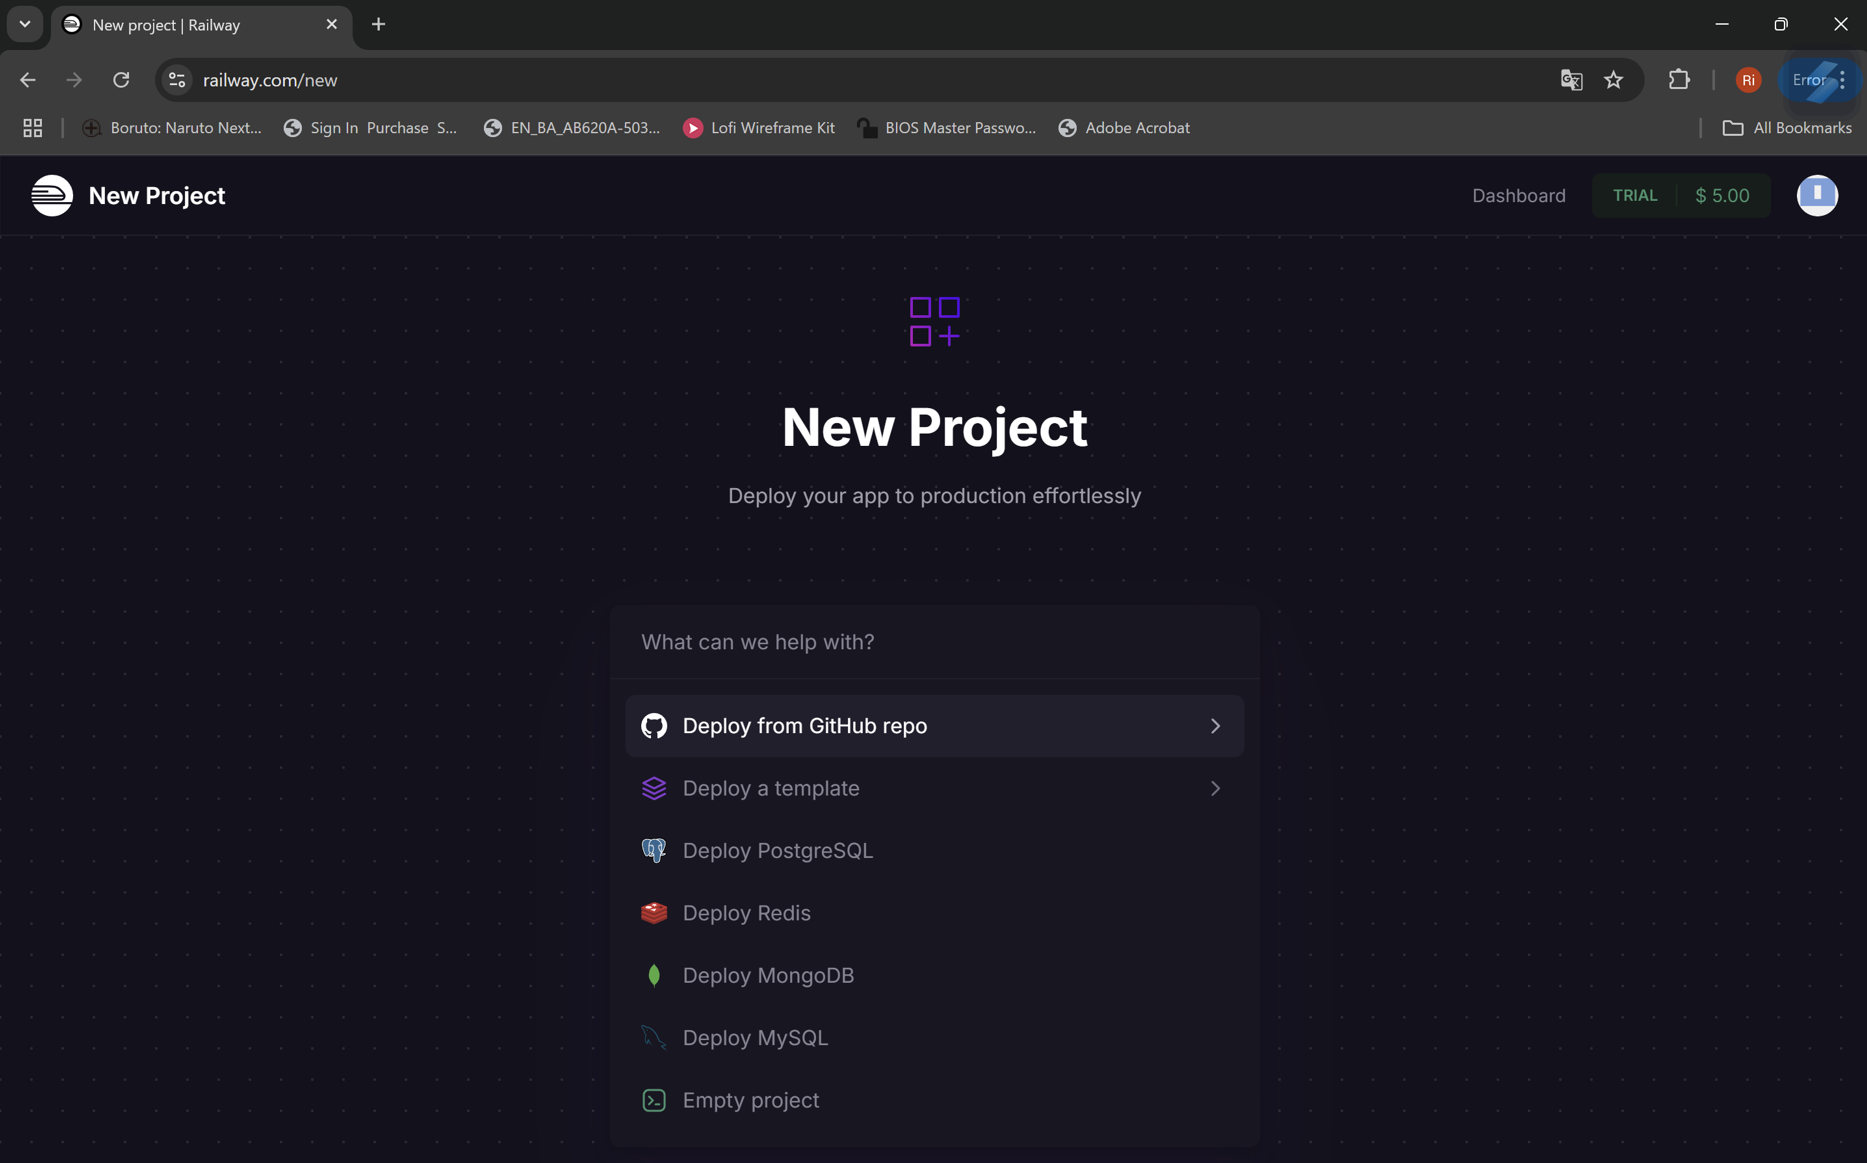 New project | Railway
railway.com/new
Ri
Error
Boruto: Naruto Next...
Sign In Purchase S...
EN_BA_AB620A-503...
Lofi Wireframe Kit
BIOS Master Passwo...
Adobe Acrobat
All Bookmarks
New Project
Dashboard
TRIAL
$ 5.00
New Project
Deploy your app to production effortlessly
What can we help with?
Deploy from GitHub repo
Deploy a template
Deploy PostgreSQL
Deploy Redis
Deploy MongoDB
Deploy MySQL
Empty project